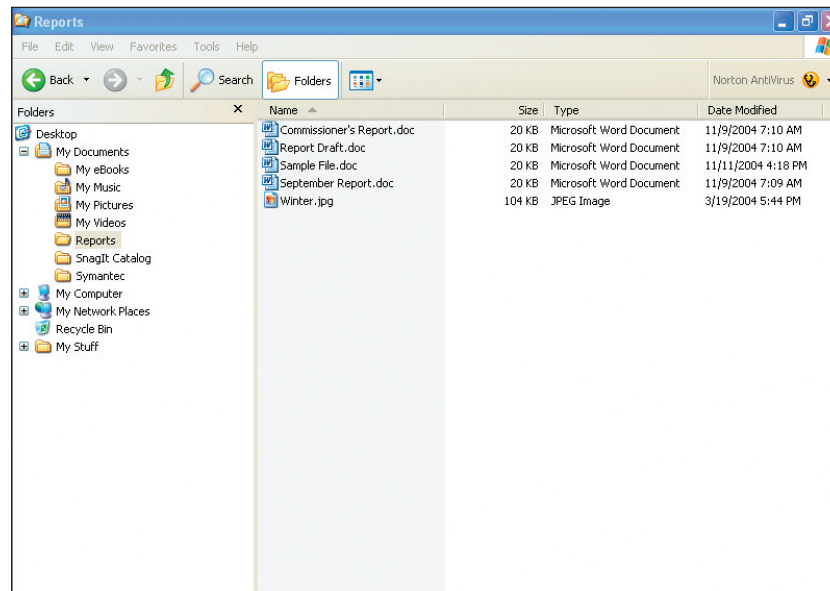 Reports
File Edit View Favorites Tools Help
Back Search Folders Norton AntiVirus
Folders x Name Size Type Date Modified
Desktop
My Documents
My eBooks
My Music
My Pictures
My Videos
Reports
SnagIt Catalog
Symantec
My Computer
My Network Places
Recycle Bin
My Stuff
Commissioner's Report.doc 20 KB Microsoft Word Document 11/9/2004 7:10 AM
Report Draft.doc 20 KB Microsoft Word Document 11/9/2004 7:10 AM
Sample File.doc 20 KB Microsoft Word Document 11/11/2004 4:18 PM
September Report.doc 20 KB Microsoft Word Document 11/9/2004 7:09 AM
Winter.jpg 104 KB JPEG Image 3/19/2004 5:44 PM